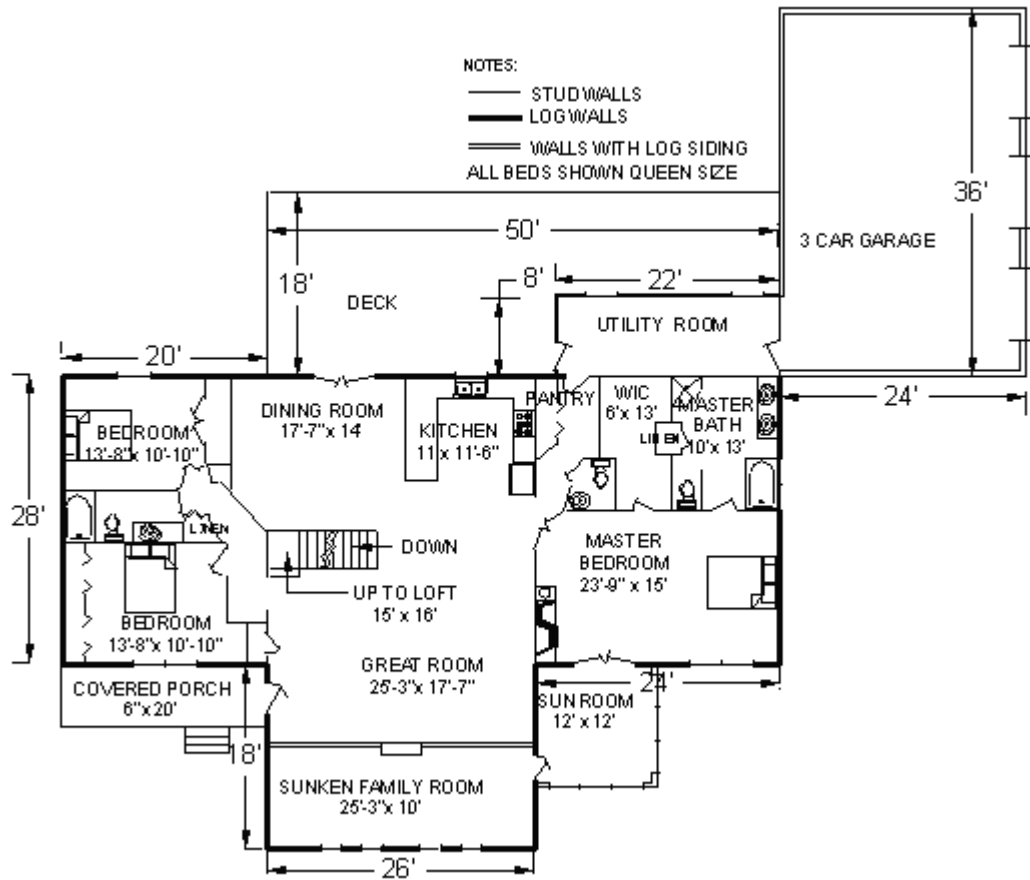 NOTES:
STUD WALLS
LOG WALLS
WALLS WITH LOG SIDING
ALL BEDS SHOWN QUEEN SIZE
36'
50'
3 CAR GARAGE
18'
8'
22'
DECK
UTILITY ROOM
20'
24'
PANTRY
WIC
6'x 13'
MASTER
BATH
10'x 13'
LINEN
DINING ROOM
17'-7" x 14'
KITCHEN
11 x 11'-6"
BEDROOM
13'-8" x 10'-10"
28'
LINEN
DOWN
MASTER
BEDROOM
23'-9" x 15'
UP TO LOFT
15' x 16'
BEDROOM
13'-8"x 10'-10"
GREAT ROOM
25'-3"x 17'-7"
COVERED PORCH
6"x 20'
24'
SUN ROOM
12' x 12'
18'
SUNKEN FAMILY ROOM
25'-3"x 10'
26'